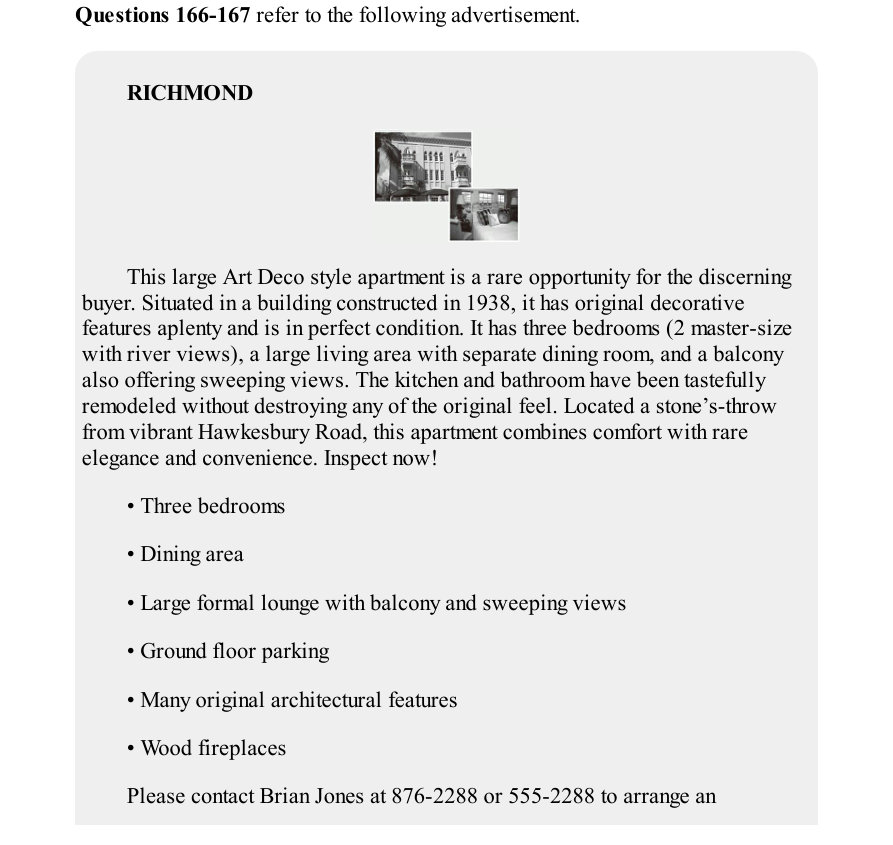 Questions 166-167 refer to the following advertisement.
RICHMOND
This large Art Deco style apartment is a rare opportunity for the discerning
buyer. Situated in a building constructed in 1938, it has original decorative
features aplenty and is in perfect condition. It has three bedrooms (2 master-size
with river views), a large living area with separate dining room, and a balcony
also offering sweeping views. The kitchen and bathroom have been tastefully
remodeled without destroying any of the original feel. Located a stone’s-throw
from vibrant Hawkesbury Road, this apartment combines comfort with rare
elegance and convenience. Inspect now!
• Three bedrooms
• Dining area
• Large formal lounge with balcony and sweeping views
• Ground floor parking
• Many original architectural features
• Wood fireplaces
Please contact Brian Jones at 876-2288 or 555-2288 to arrange an